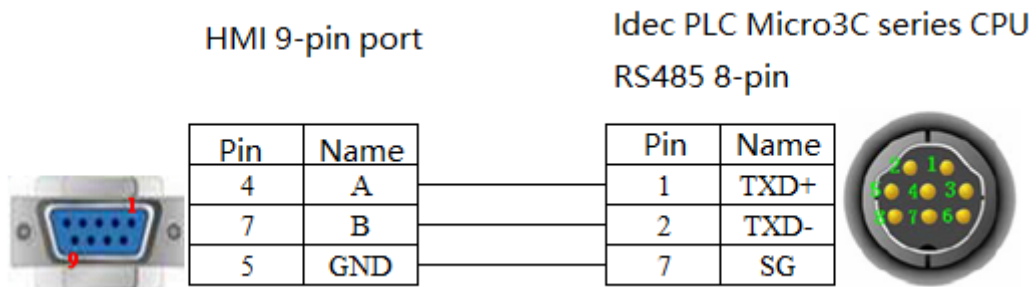 HMI 9-pin port
Idec PLC Micro3C series CPU
RS485 8-pin
Pin Name
4 A
7 B
5 GND
Pin Name
1 TXD+
2 TXD-
7 SG
1
9
2 1
5 4 3
8 7 6